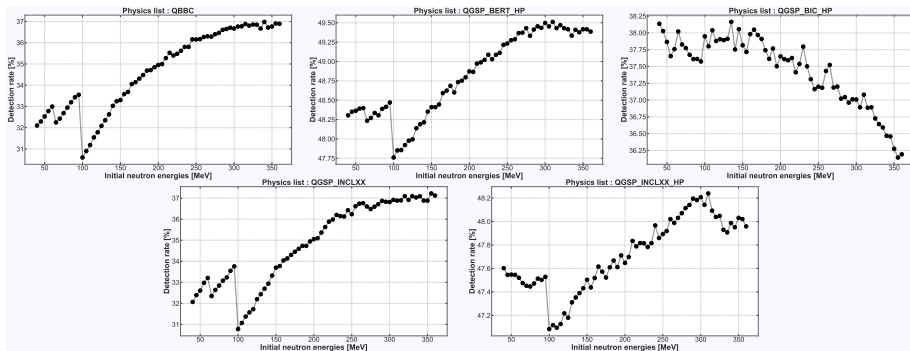 Physics list : QBBC
Detection rate [%]
37
36
35
34
33
32
31
50 100 150 200 250 300 350
Initial neutron energies [MeV]
Physics list : QGSP_BERT_HP
Detection rate [%]
49.50
49.25
49.00
48.75
48.50
48.25
48.00
47.75
50 100 150 200 250 300 350
Initial neutron energies [MeV]
Physics list : QGSP_BIC_HP
Detection rate [%]
38.25
38.00
37.75
37.50
37.25
37.00
36.75
36.50
36.25
50 100 150 200 250 300 350
Initial neutron energies [MeV]
Physics list : QGSP_INCLXX
Detection rate [%]
37
36
35
34
33
32
31
50 100 150 200 250 300 350
Initial neutron energies [MeV]
Physics list : QGSP_INCLXX_HP
Detection rate [%]
48.2
48.0
47.8
47.6
47.4
47.2
50 100 150 200 250 300 350
Initial neutron energies [MeV]